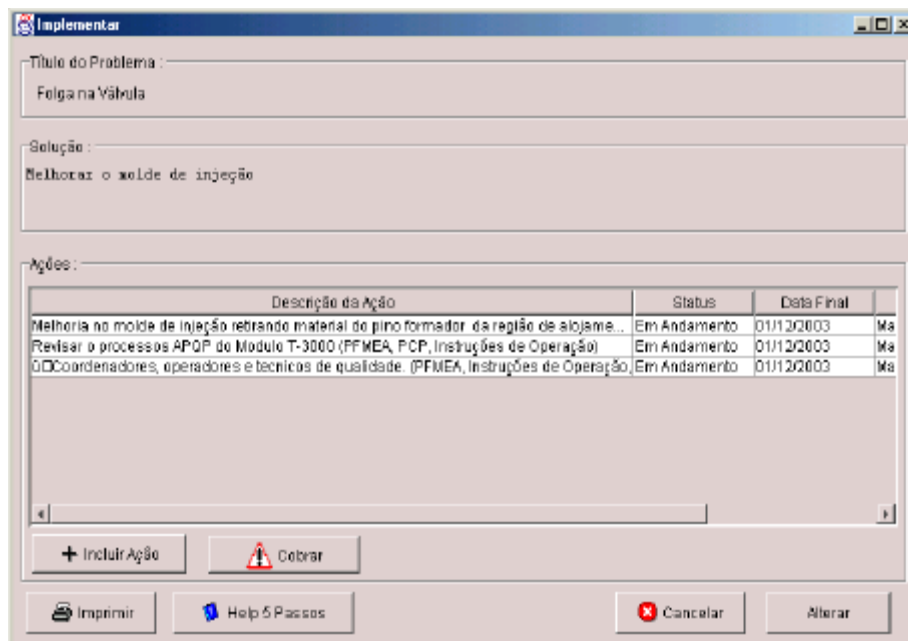 Implementar
Título do Problema :
Folga na Válvula
Solução :
Melhorar o molde de injeção
Ações :
Descrição da Ação Status Data Final
Melhoria no molde de injeção retirando material do pino formador da região de alojame... Em Andamento 01/12/2003 Ma
Revisar o processos APQP do Modulo T-3000 (PFMEA, PCP, Instruções de Operação) Em Andamento 01/12/2003 Ma
Coordenadores, operadores e tecnicos de qualidade. (PFMEA, Instruções de Operação, Em Andamento 01/12/2003 Ma
Incluir Ação Cobrar
Imprimir Help 5 Passos Cancelar Alterar